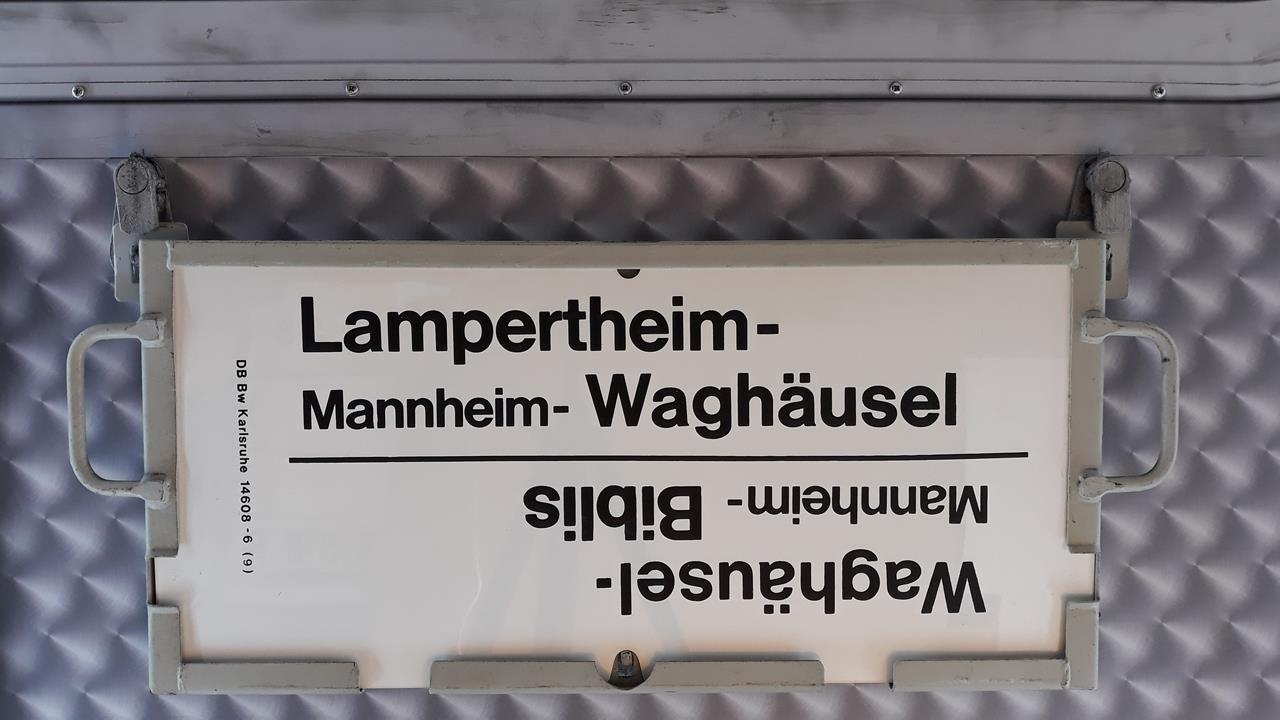 Lampertheim-
Mannheim- Waghäusel
Waghäusel-
Mannheim- Biblis
DB Bw Karlsruhe 14608 - 6 (9)